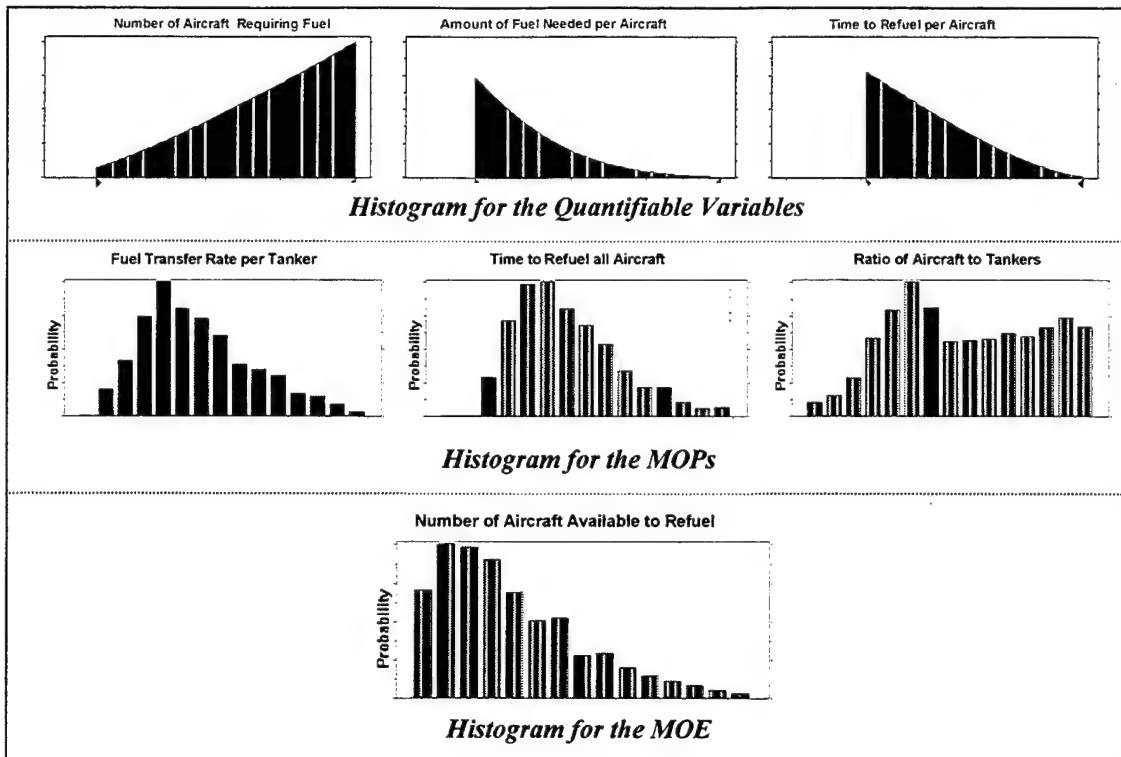 Number of Aircraft Requiring Fuel
Amount of Fuel Needed per Aircraft
Time to Refuel per Aircraft
Histogram for the Quantifiable Variables
Fuel Transfer Rate per Tanker
Time to Refuel all Aircraft
Ratio of Aircraft to Tankers
Probability
Probability
Probability
Histogram for the MOPs
Number of Aircraft Available to Refuel
Probability
Histogram for the MOE